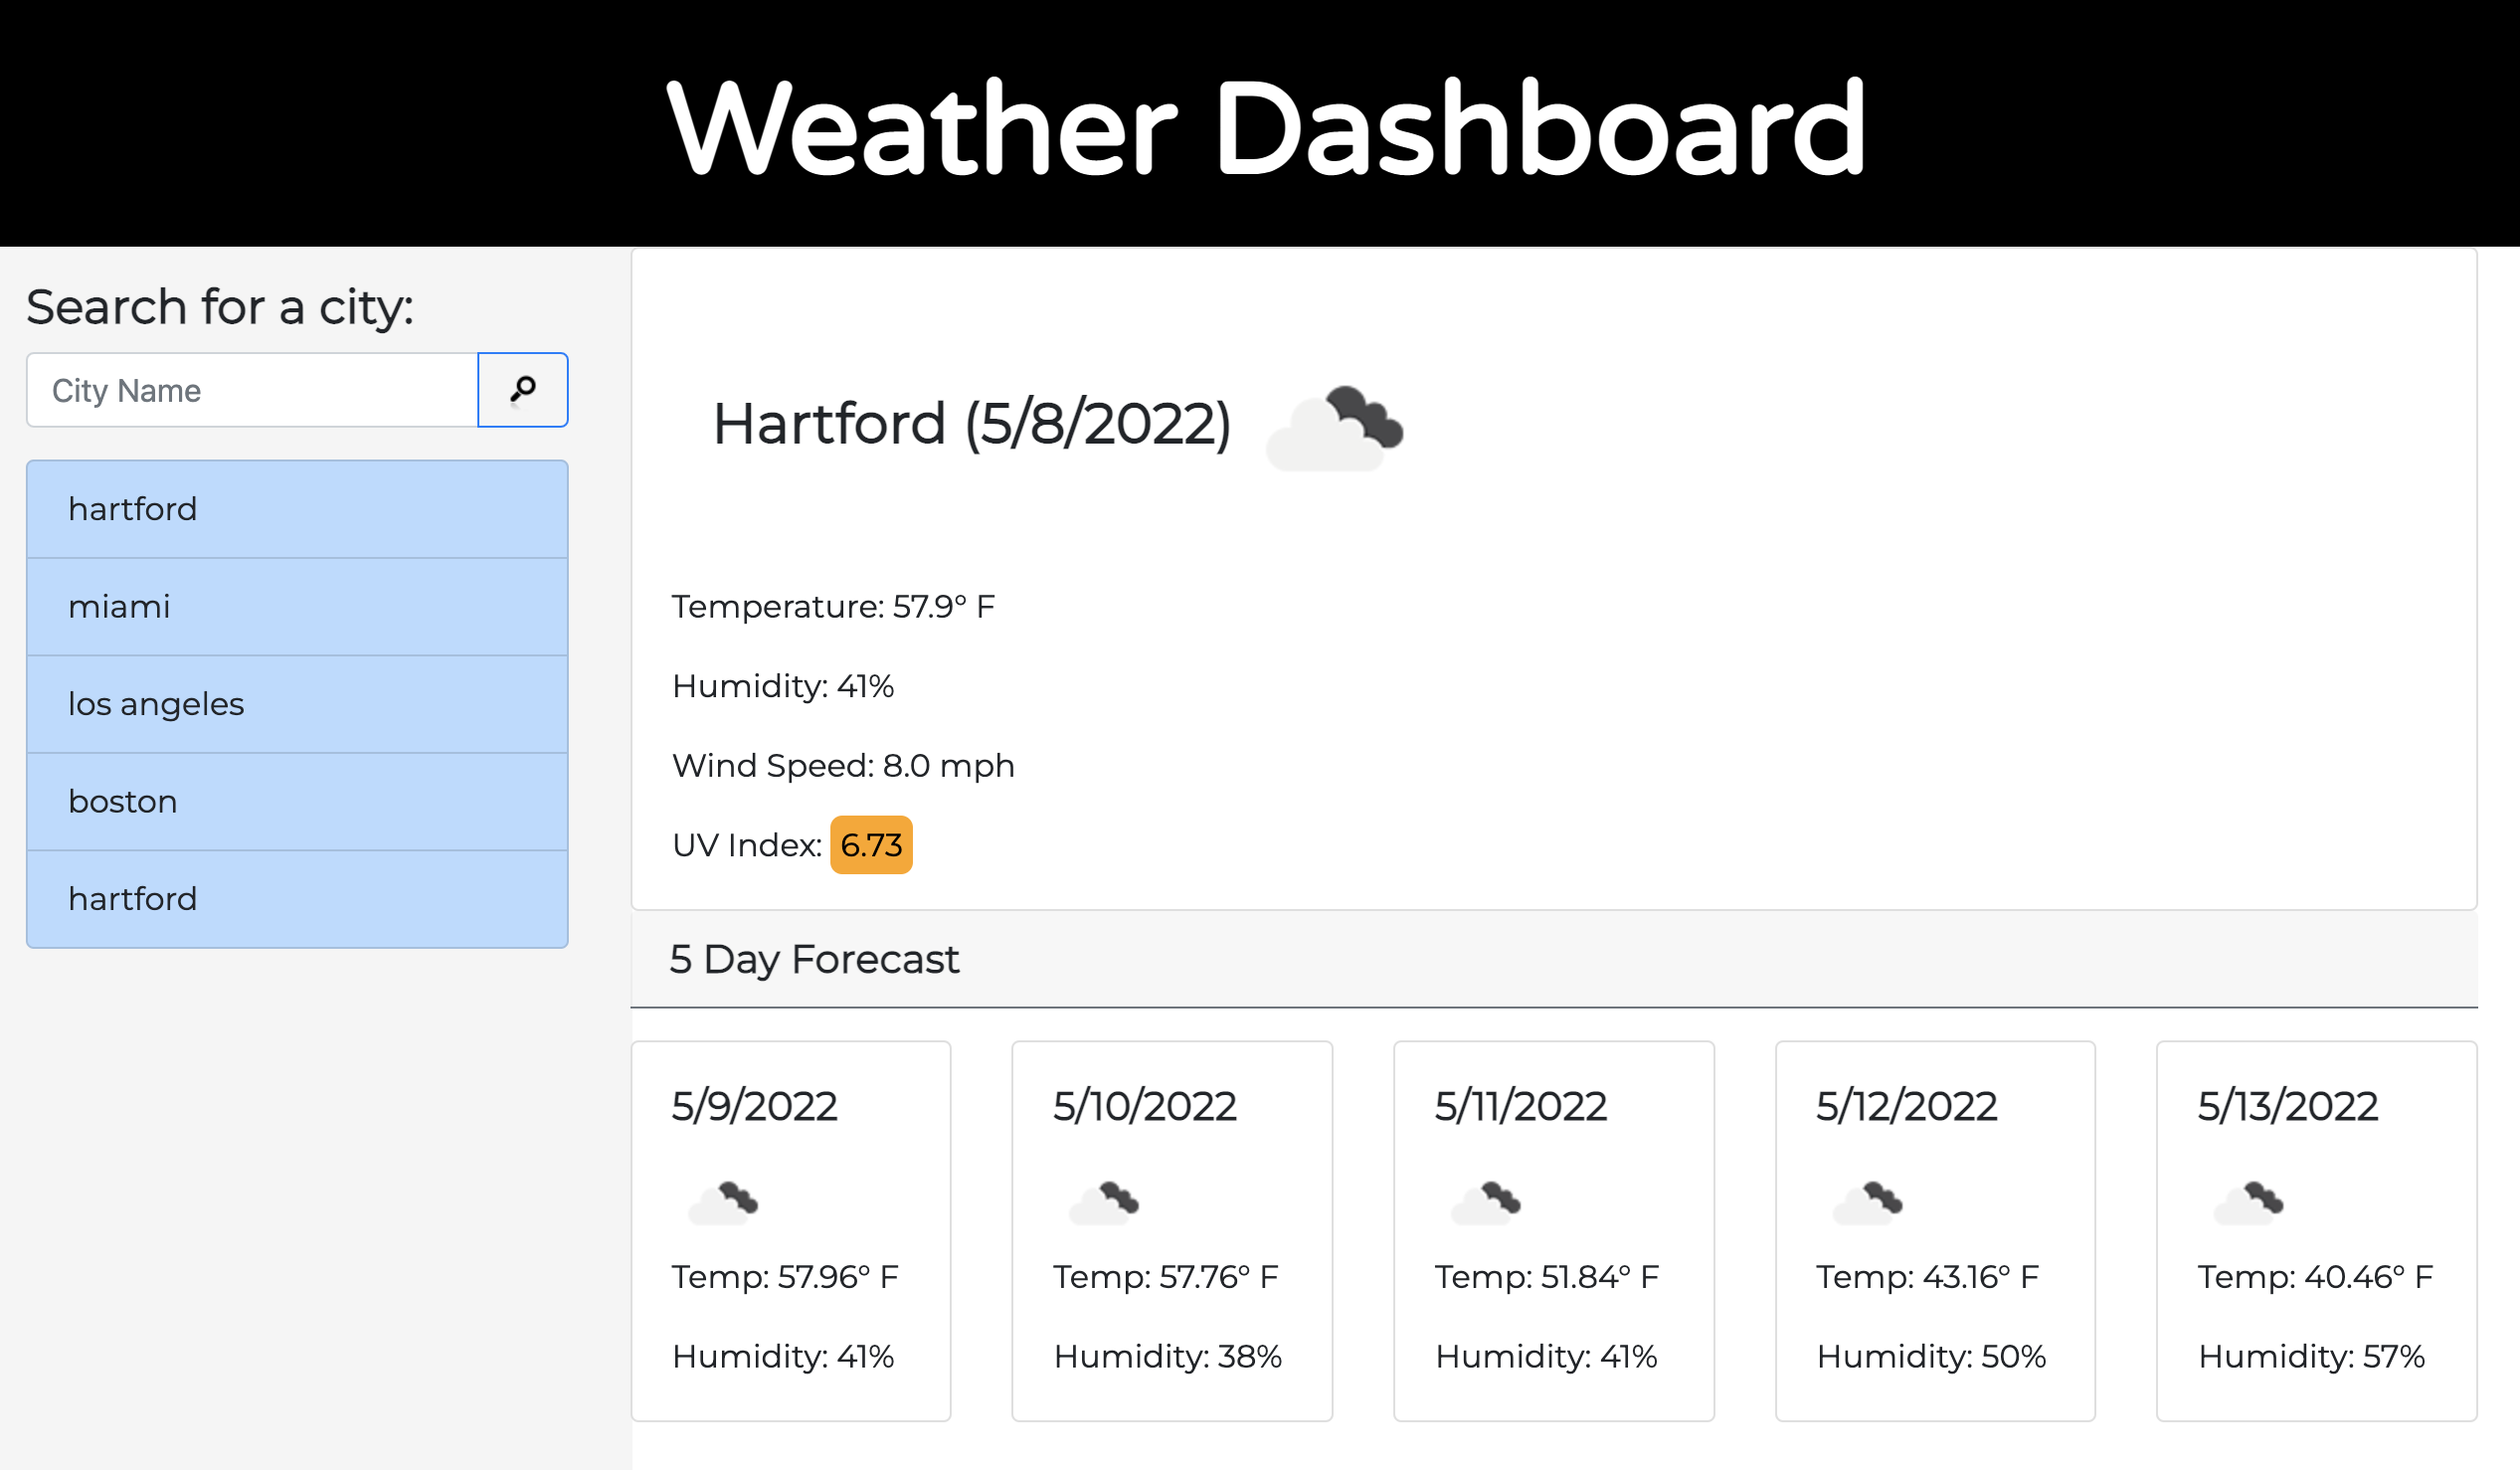 Weather Dashboard
Search for a city:
City Name
hartford
miami
los angeles
boston
hartford
Hartford (5/8/2022)
Temperature: 57.9° F
Humidity: 41%
Wind Speed: 8.0 mph
UV Index: 6.73
5 Day Forecast
5/9/2022
Temp: 57.96° F
Humidity: 41%
5/10/2022
Temp: 57.76° F
Humidity: 38%
5/11/2022
Temp: 51.84° F
Humidity: 41%
5/12/2022
Temp: 43.16° F
Humidity: 50%
5/13/2022
Temp: 40.46° F
Humidity: 57%